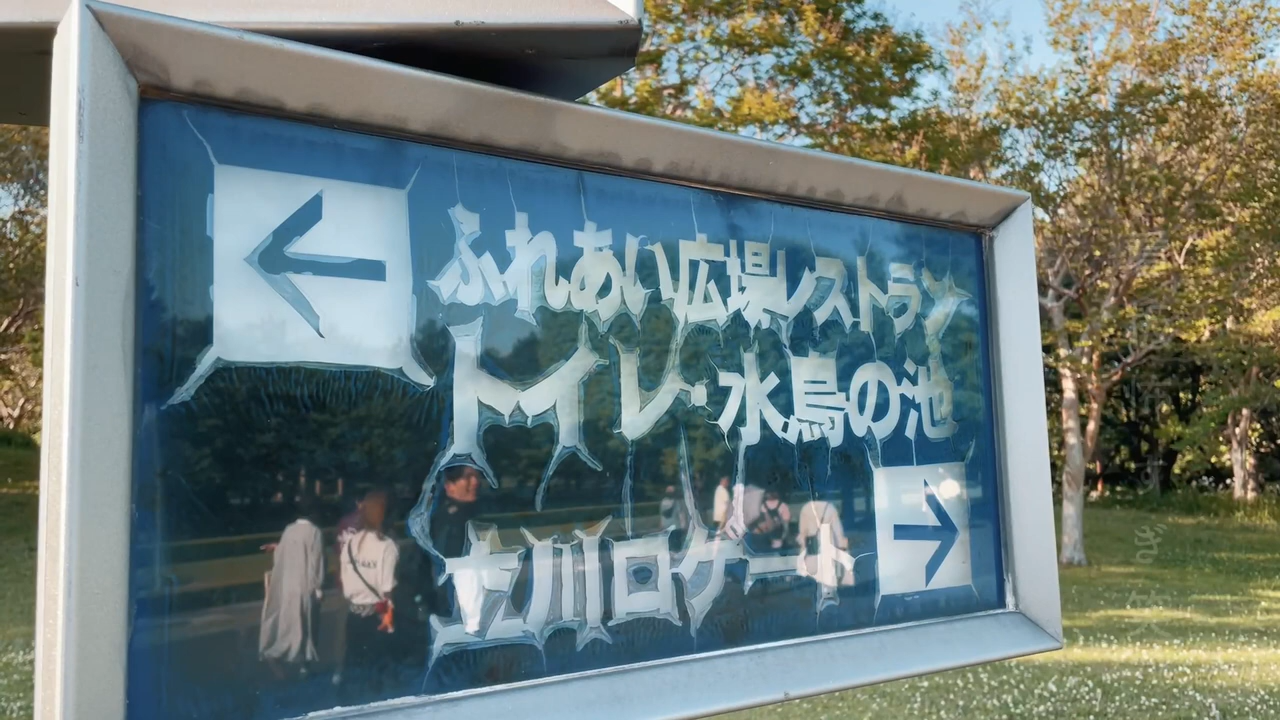 ←
ふれあい広場レストラン
トイレ・水鳥の池
立川口ゲート
→